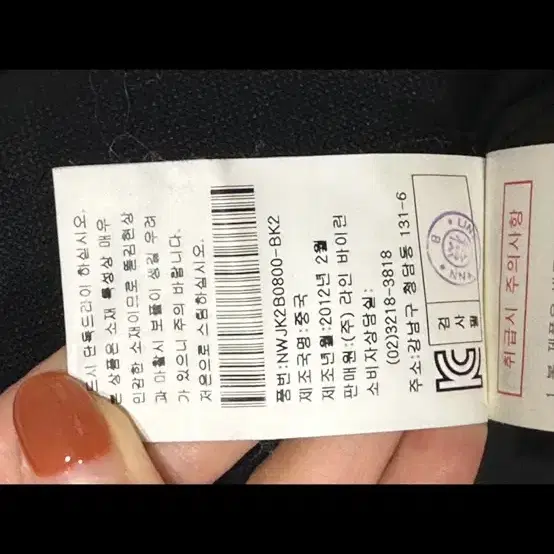 드시 단독드라이 하십시오.
본 상품은 소재 특성상 매우
민감한 소재이므로 뜯김현상
과 마찰시 보풀이 생길 우려
가 있으니 주의 바랍니다.
저온으로 스팀하십시오.
품번:NWJK2B0800-BK2
제조국명:중국
제조년월:2012년 2월
판매원:(주) 라인 바이린
소비자상담실:
(02)3218-3818
주소:강남구 청담동 131-6
검사필
KC
취급시 주의사항